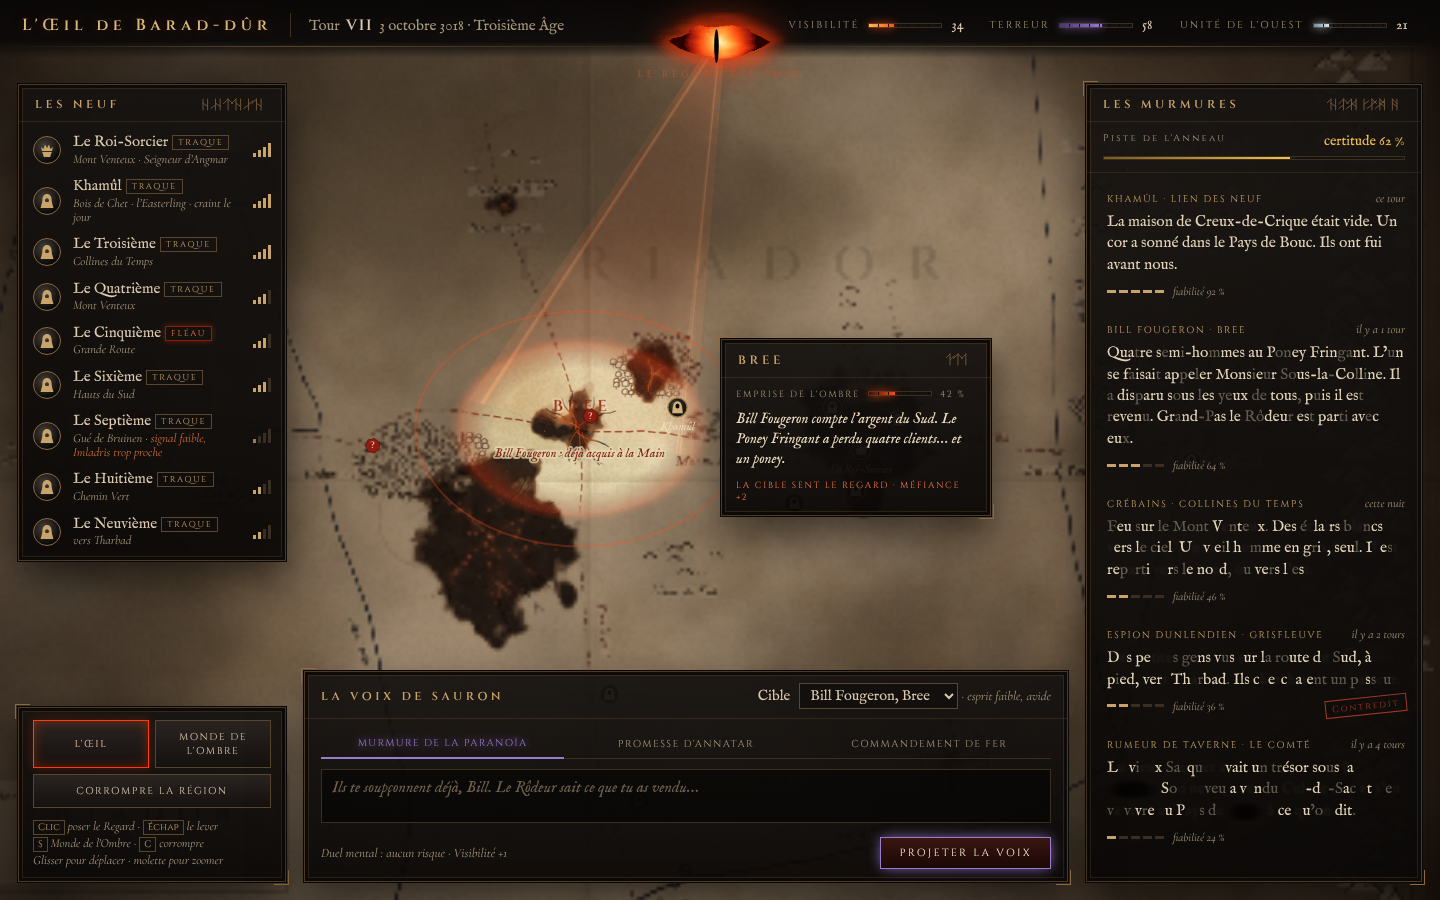 L'ŒIL DE BARAD-DÛR
Tour VII 3 octobre 3018 · Troisième Âge
VISIBILITÉ 34
TERREUR 58
UNITÉ DE L'OUEST 21
LES NEUF
Le Roi-Sorcier TRAQUE
Mont Venteux · Seigneur d'Angmar
Khamûl TRAQUE
Bois de Chet · l'Easterling · craint le
jour
Le Troisième TRAQUE
Collines du Temps
Le Quatrième TRAQUE
Mont Venteux
Le Cinquième FLÉAU
Grande Route
Le Sixième TRAQUE
Hauts du Sud
Le Septième TRAQUE
Gué de Bruinen · signal faible,
Imladris trop proche
Le Huitième TRAQUE
Chemin Vert
Le Neuvième TRAQUE
vers Tharbad
L'ŒIL
MONDE DE
L'OMBRE
CORROMPRE LA RÉGION
CLIC poser le Regard · ÉCHAP le lever
S Monde de l'Ombre · C corrompre
Glisser pour déplacer · molette pour zoomer
RIADOR
BREE
?
?
Khamûl
Bill Fougeron : déjà acquis à la Main
BREE
EMPRISE DE L'OMBRE 42 %
Bill Fougeron compte l'argent du Sud. Le
Poney Fringant a perdu quatre clients... et
un poney.
LA CIBLE SENT LE REGARD · MÉFIANCE
+2
LA VOIX DE SAURON
Cible Bill Fougeron, Bree · esprit faible, avide
MURMURE DE LA PARANOÏA
PROMESSE D'ANNATAR
COMMANDEMENT DE FER
Ils te soupçonnent déjà, Bill. Le Rôdeur sait ce que tu as vendu...
Duel mental : aucun risque · Visibilité +1
PROJETER LA VOIX
LES MURMURES
PISTE DE L'ANNEAU certitude 62 %
KHAMÛL · LIEN DES NEUF ce tour
La maison de Creux-de-Crique était vide. Un
cor a sonné dans le Pays de Bouc. Ils ont fui
avant nous.
fiabilité 92 %
BILL FOUGERON · BREE il y a 1 tour
Quatre semi-hommes au Poney Fringant. L'un
se faisait appeler Monsieur Sous-la-Colline. Il
a disparu sous les yeux de tous, puis il est
revenu. Grand-Pas le Rôdeur est parti avec
eux.
fiabilité 64 %
CRÉBAINS · COLLINES DU TEMPS cette nuit
Feu sur le Mont
fiabilité 46 %
ESPION DUNLENDIEN · GRISFLEUVE il y a 2 tours
gens sur la route Sud, à
fiabilité 36 %
CONTREDIT
RUMEUR DE TAVERNE · LE COMTÉ il y a 4 tours
un trésor sous
dit.
fiabilité 24 %